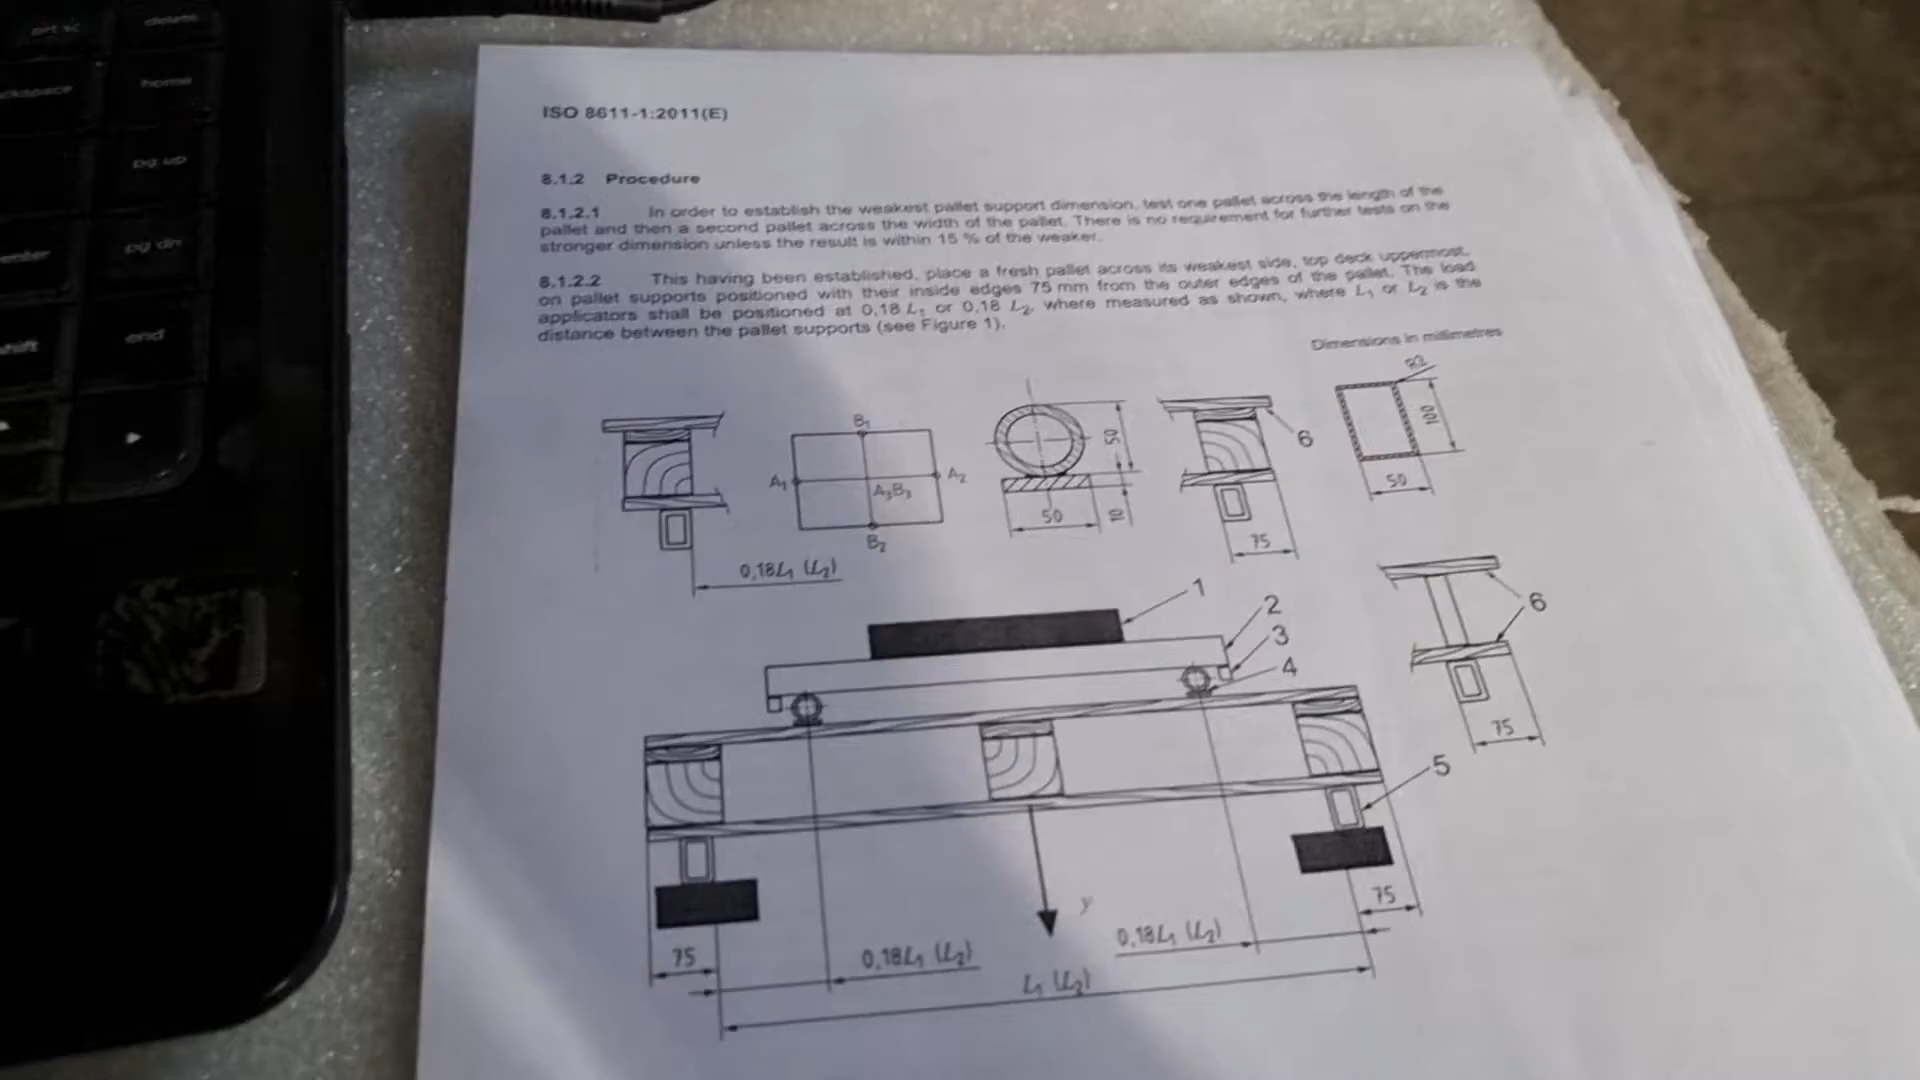 delete
ckspace
home
pg up
enter
pg dn
shift
end
ISO 8611-1:2011(E)
8.1.2 Procedure
8.1.2.1 In order to establish the weakest pallet support dimension, test one pallet across the length of the
pallet and then a second pallet across the width of the pallet. There is no requirement for further tests on the
stronger dimension unless the result is within 15 % of the weaker.
8.1.2.2 This having been established, place a fresh pallet across its weakest side, top deck uppermost,
on pallet supports positioned with their inside edges 75 mm from the outer edges of the pallet. The load
applicators shall be positioned at 0,18 L1 or 0,18 L2, where measured as shown, where L1 or L2 is the
distance between the pallet supports (see Figure 1).
Dimensions in millimetres
R2
B1
50
6
100
A1
A2
A3B3
50
10
50
B2
75
0,18L1 (L2)
1
2
3
4
6
75
5
y
75
75
0,18L1 (L2)
0,18L1 (L2)
L1 (L2)